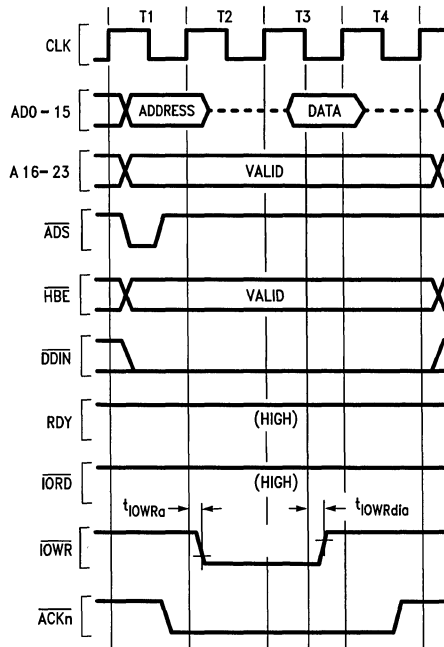 T1 T2 T3 T4
CLK
AD0-15 ADDRESS DATA
A 16-23 VALID
ADS
HBE VALID
DDIN
RDY (HIGH)
IORD (HIGH)
tIOWRa tIOWRdia
IOWR
ACKn